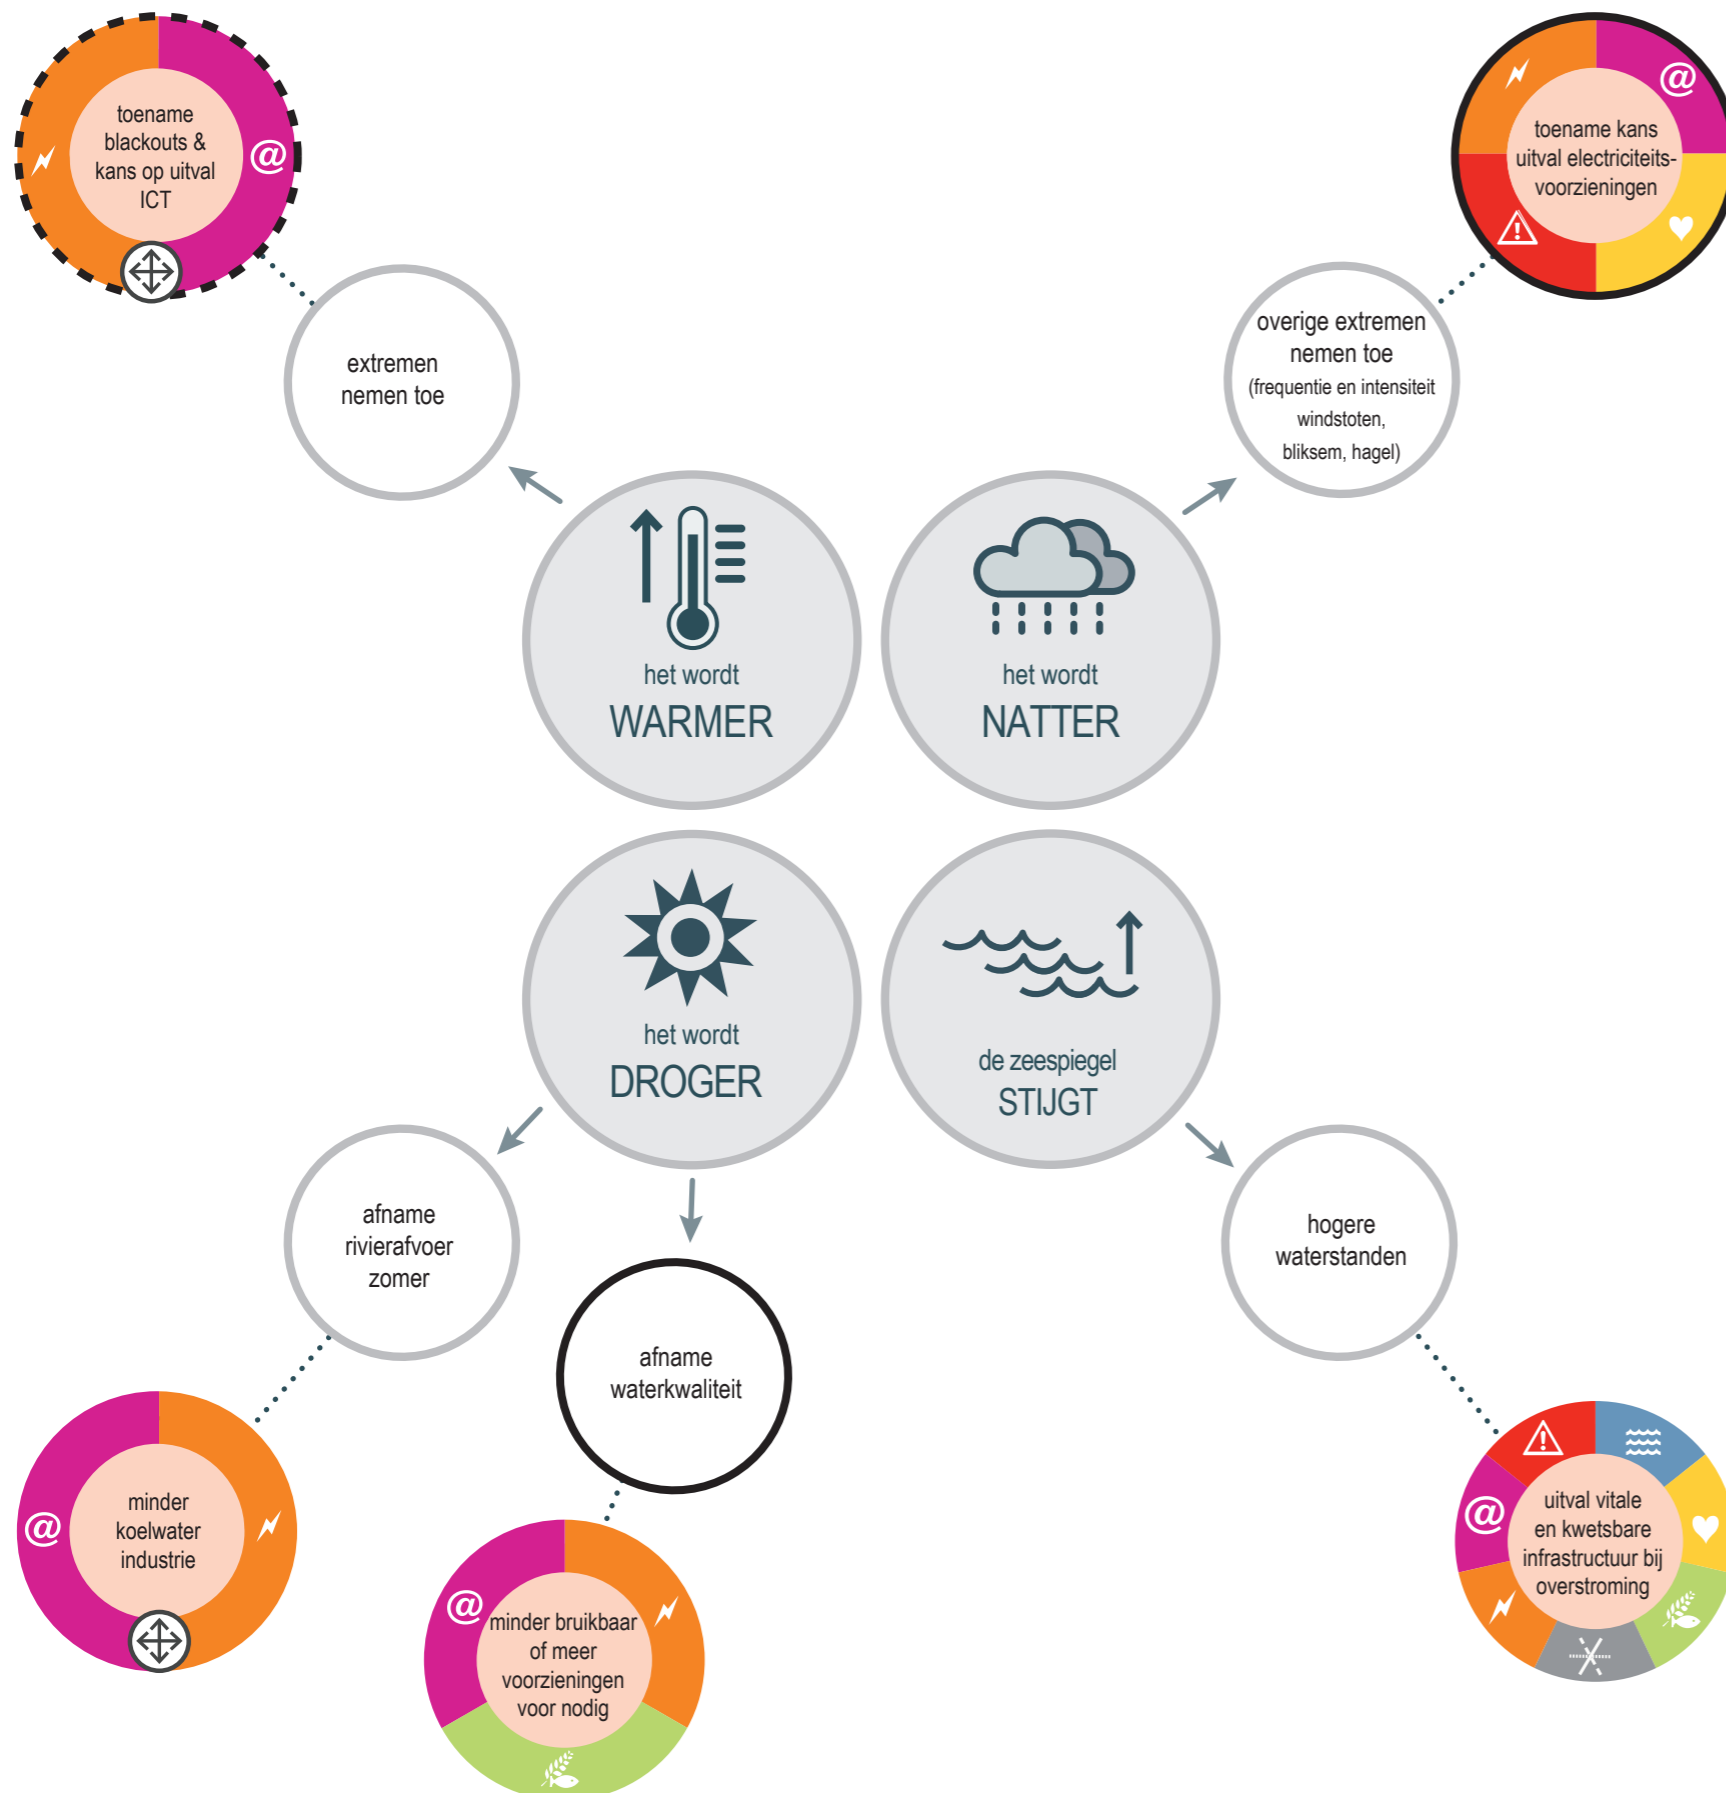 toename
blackouts &
kans op uitval
ICT
@
extremen
nemen toe
toename kans
uitval electriciteits-
voorzieningen
@
overige extremen
nemen toe
(frequentie en intensiteit
windstoten,
bliksem, hagel)
het wordt
WARMER
het wordt
NATTER
het wordt
DROGER
de zeespiegel
STIJGT
afname
rivierafvoer
zomer
afname
waterkwaliteit
hogere
waterstanden
@
minder
koelwater
industrie
@
minder bruikbaar
of meer
voorzieningen
voor nodig
@
uitval vitale
en kwetsbare
infrastructuur bij
overstroming